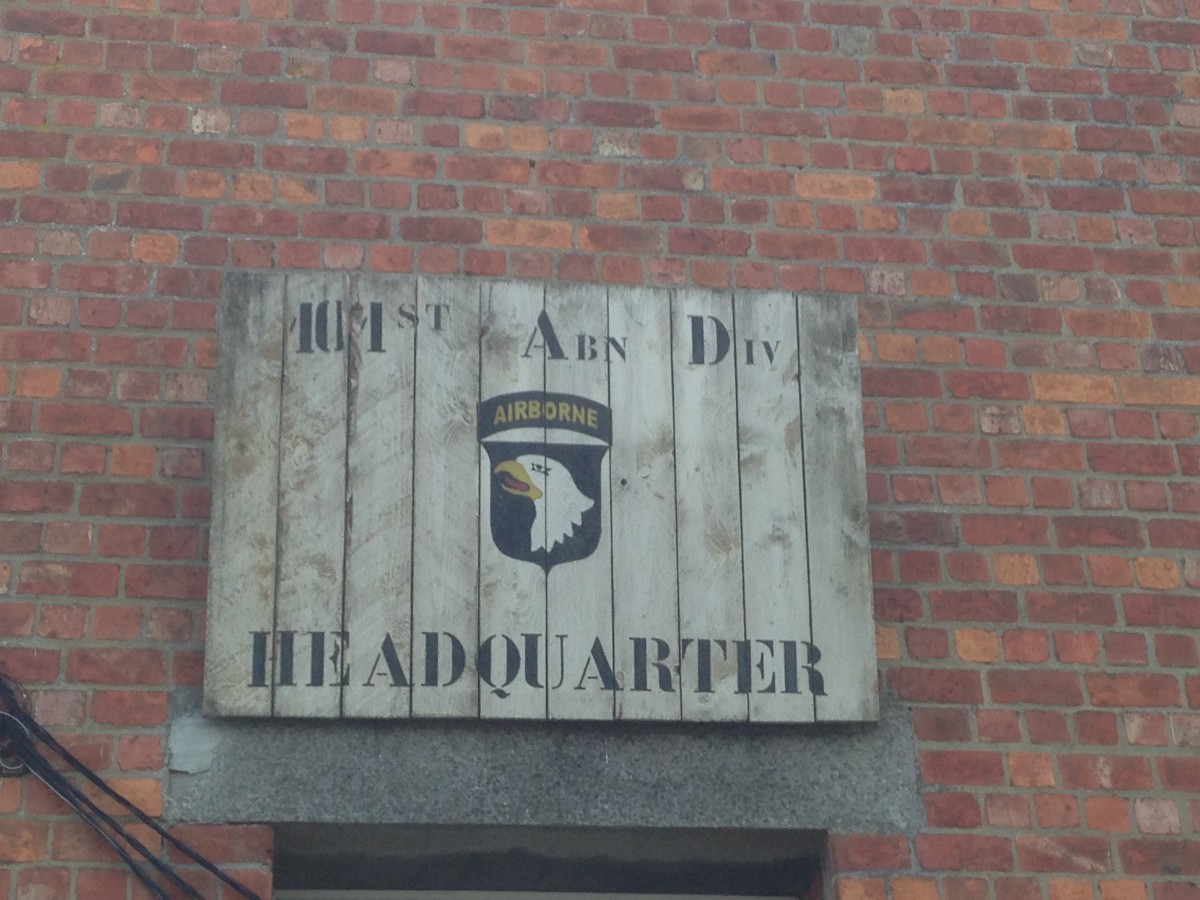 101ST ABN DIV
AIRBORNE
HEADQUARTER